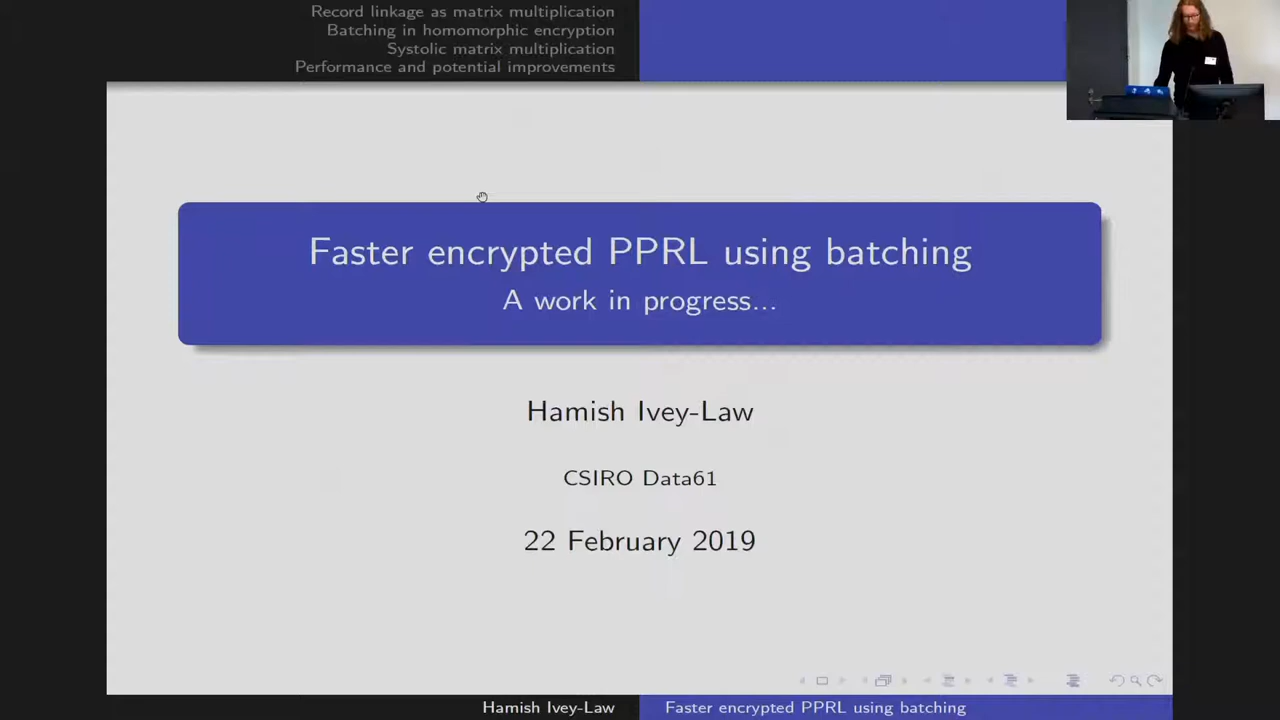 Record linkage as matrix multiplication
Batching in homomorphic encryption
Systolic matrix multiplication
Performance and potential improvements
Faster encrypted PPRL using batching
A work in progress...
Hamish Ivey-Law
CSIRO Data61
22 February 2019
Hamish Ivey-Law
Faster encrypted PPRL using batching